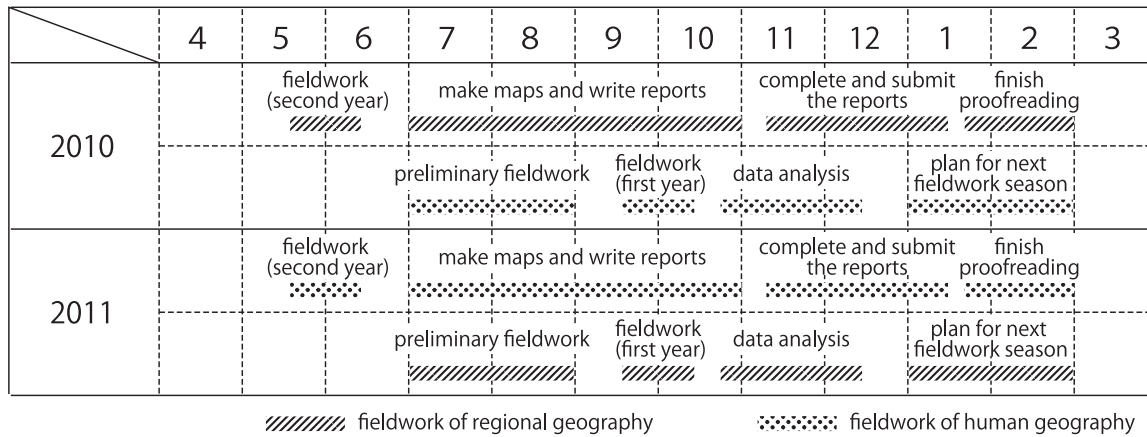 4 5 6 7 8 9 10 11 12 1 2 3
2010
fieldwork
(second year)
make maps and write reports
complete and submit
the reports
finish
proofreading
preliminary fieldwork
fieldwork
(first year)
data analysis
plan for next
fieldwork season
2011
fieldwork
(second year)
make maps and write reports
complete and submit
the reports
finish
proofreading
preliminary fieldwork
fieldwork
(first year)
data analysis
plan for next
fieldwork season
fieldwork of regional geography
fieldwork of human geography